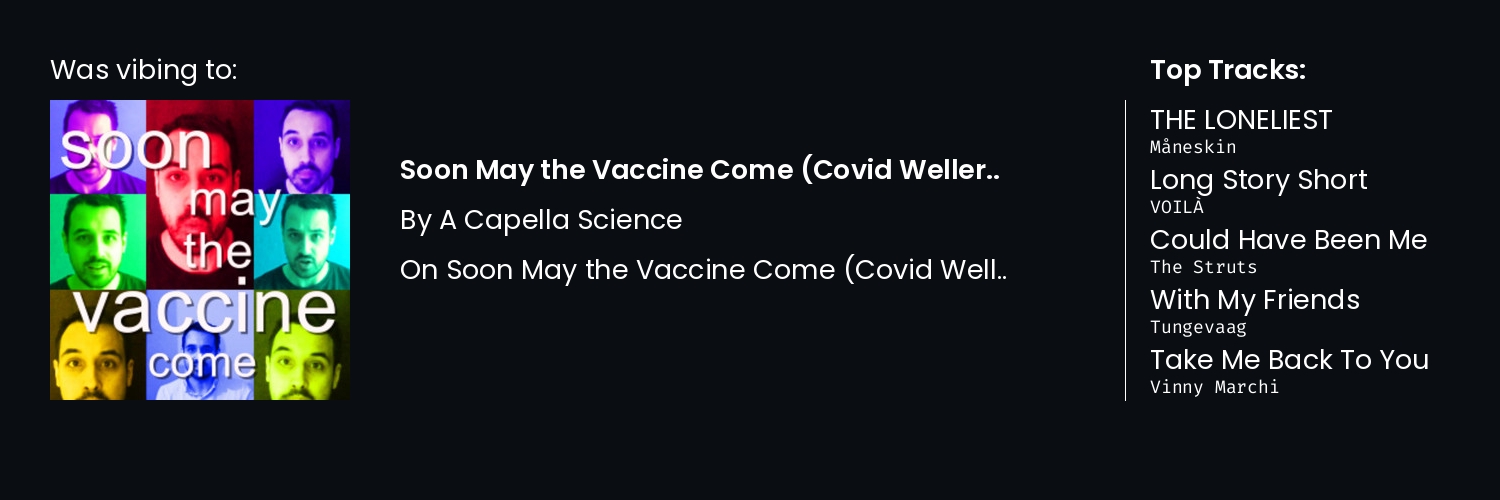 Was vibing to:
soon
may
the
vaccine
come
Soon May the Vaccine Come (Covid Weller..
By A Capella Science
On Soon May the Vaccine Come (Covid Well..
Top Tracks:
THE LONELIEST
Måneskin
Long Story Short
VOILÀ
Could Have Been Me
The Struts
With My Friends
Tungevaag
Take Me Back To You
Vinny Marchi